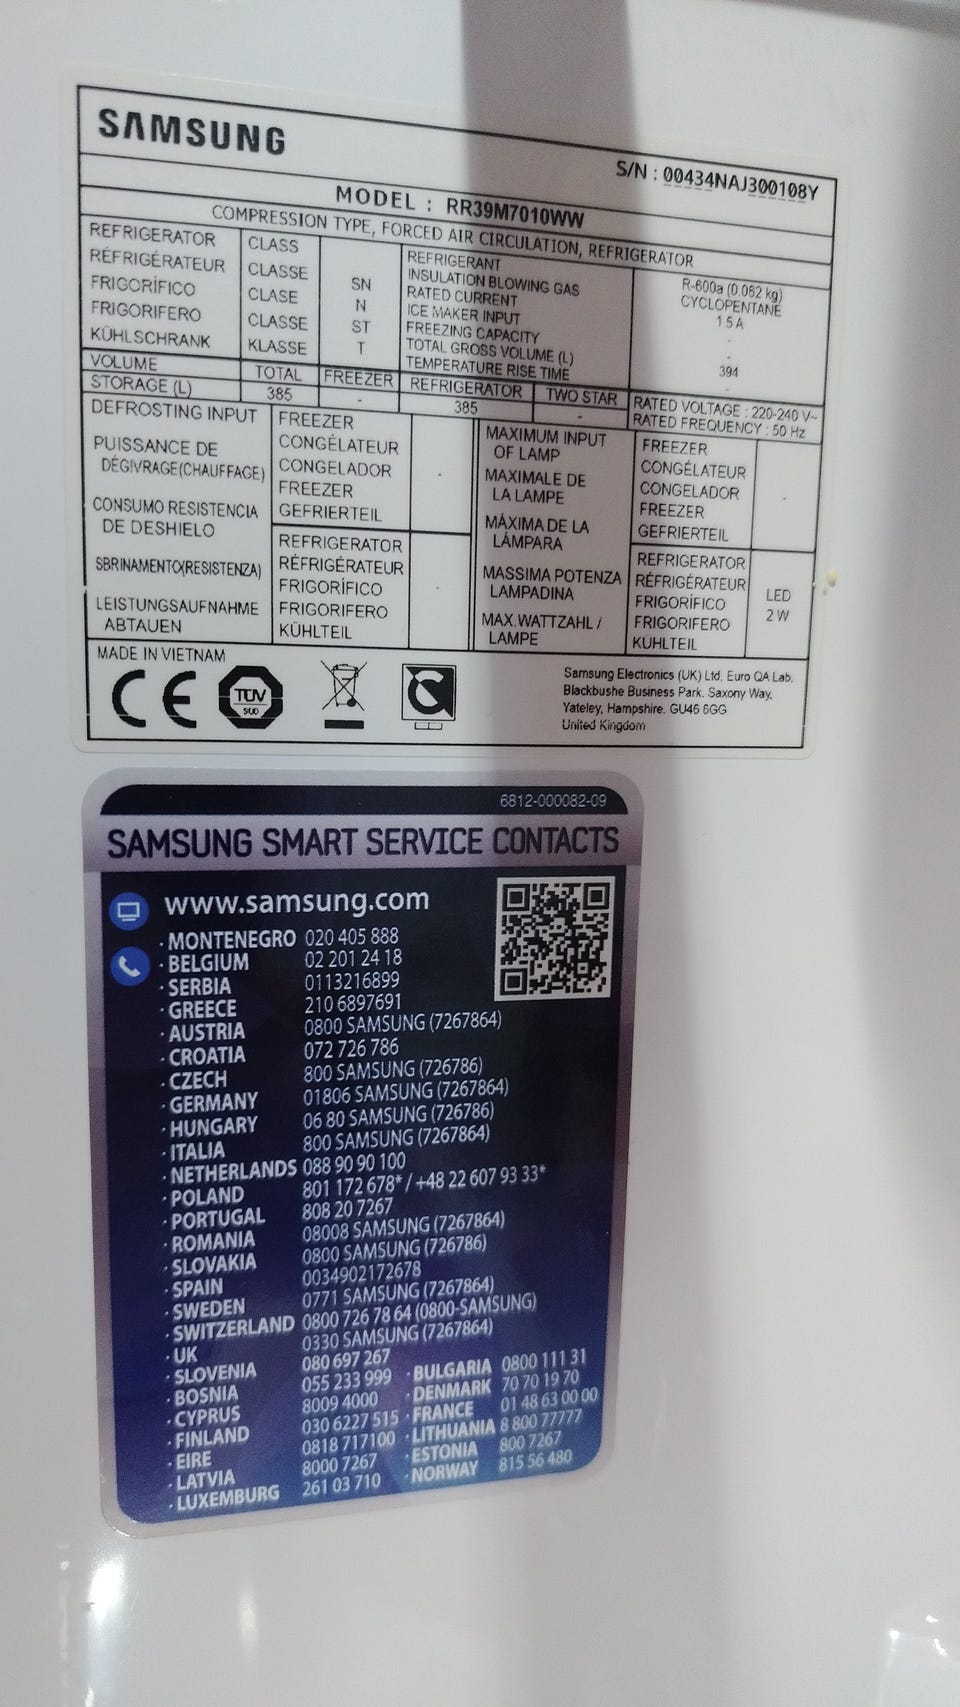 SAMSUNG
S/N : 00434NAJ300108Y
MODEL : RR39M7010WW
COMPRESSION TYPE, FORCED AIR CIRCULATION, REFRIGERATOR
REFRIGERATOR
RÉFRIGÉRATEUR
FRIGORÍFICO
FRIGORIFERO
KÜHLSCHRANK
CLASS
CLASSE
CLASE
CLASSE
KLASSE
SN
N
ST
T
REFRIGERANT
INSULATION BLOWING GAS
RATED CURRENT
ICE MAKER INPUT
FREEZING CAPACITY
TOTAL GROSS VOLUME (L)
TEMPERATURE RISE TIME
R-600a (0.062 kg)
CYCLOPENTANE
1.5 A
-
-
394
-
VOLUME
STORAGE (L)
TOTAL
385
FREEZER
-
REFRIGERATOR
385
TWO STAR
-
RATED VOLTAGE : 220-240 V~
RATED FREQUENCY : 50 Hz
DEFROSTING INPUT
PUISSANCE DE
DÉGIVRAGE(CHAUFFAGE)
CONSUMO RESISTENCIA
DE DESHIELO
SBRINAMENTO(RESISTENZA)
LEISTUNGSAUFNAHME
ABTAUEN
FREEZER
CONGÉLATEUR
CONGELADOR
FREEZER
GEFRIERTEIL
-
REFRIGERATOR
RÉFRIGÉRATEUR
FRIGORÍFICO
FRIGORIFERO
KÜHLTEIL
-
MAXIMUM INPUT
OF LAMP
MAXIMALE DE
LA LAMPE
MÁXIMA DE LA
LÁMPARA
MASSIMA POTENZA
LAMPADINA
MAX.WATTZAHL /
LAMPE
FREEZER
CONGÉLATEUR
CONGELADOR
FREEZER
GEFRIERTEIL
-
REFRIGERATOR
RÉFRIGÉRATEUR
FRIGORÍFICO
FRIGORIFERO
KÜHLTEIL
LED
2 W
MADE IN VIETNAM
CE
TÜV
SÜD
Samsung Electronics (UK) Ltd, Euro QA Lab.
Blackbushe Business Park. Saxony Way,
Yateley, Hampshire. GU46 6GG
United Kingdom
6812-000082-09
SAMSUNG SMART SERVICE CONTACTS
www.samsung.com
· MONTENEGRO 020 405 888
· BELGIUM 02 201 24 18
· SERBIA 0113216899
· GREECE 210 6897691
· AUSTRIA 0800 SAMSUNG (7267864)
· CROATIA 072 726 786
· CZECH 800 SAMSUNG (726786)
· GERMANY 01806 SAMSUNG (7267864)
· HUNGARY 06 80 SAMSUNG (726786)
· ITALIA 800 SAMSUNG (7267864)
· NETHERLANDS 088 90 90 100
· POLAND 801 172 678* / +48 22 607 93 33*
· PORTUGAL 808 20 7267
· ROMANIA 08008 SAMSUNG (7267864)
· SLOVAKIA 0800 SAMSUNG (726786)
· SPAIN 0034902172678
· SWEDEN 0771 SAMSUNG (7267864)
· SWITZERLAND 0800 726 78 64 (0800-SAMSUNG)
· UK 0330 SAMSUNG (7267864)
· SLOVENIA 080 697 267
· BOSNIA 055 233 999
· CYPRUS 8009 4000
· FINLAND 030 6227 515
· EIRE 0818 717100
· LATVIA 8000 7267
· LUXEMBURG 261 03 710
· BULGARIA 0800 111 31
· DENMARK 70 70 19 70
· FRANCE 01 48 63 00 00
· LITHUANIA 8 800 77777
· ESTONIA 800 7267
· NORWAY 815 56 480